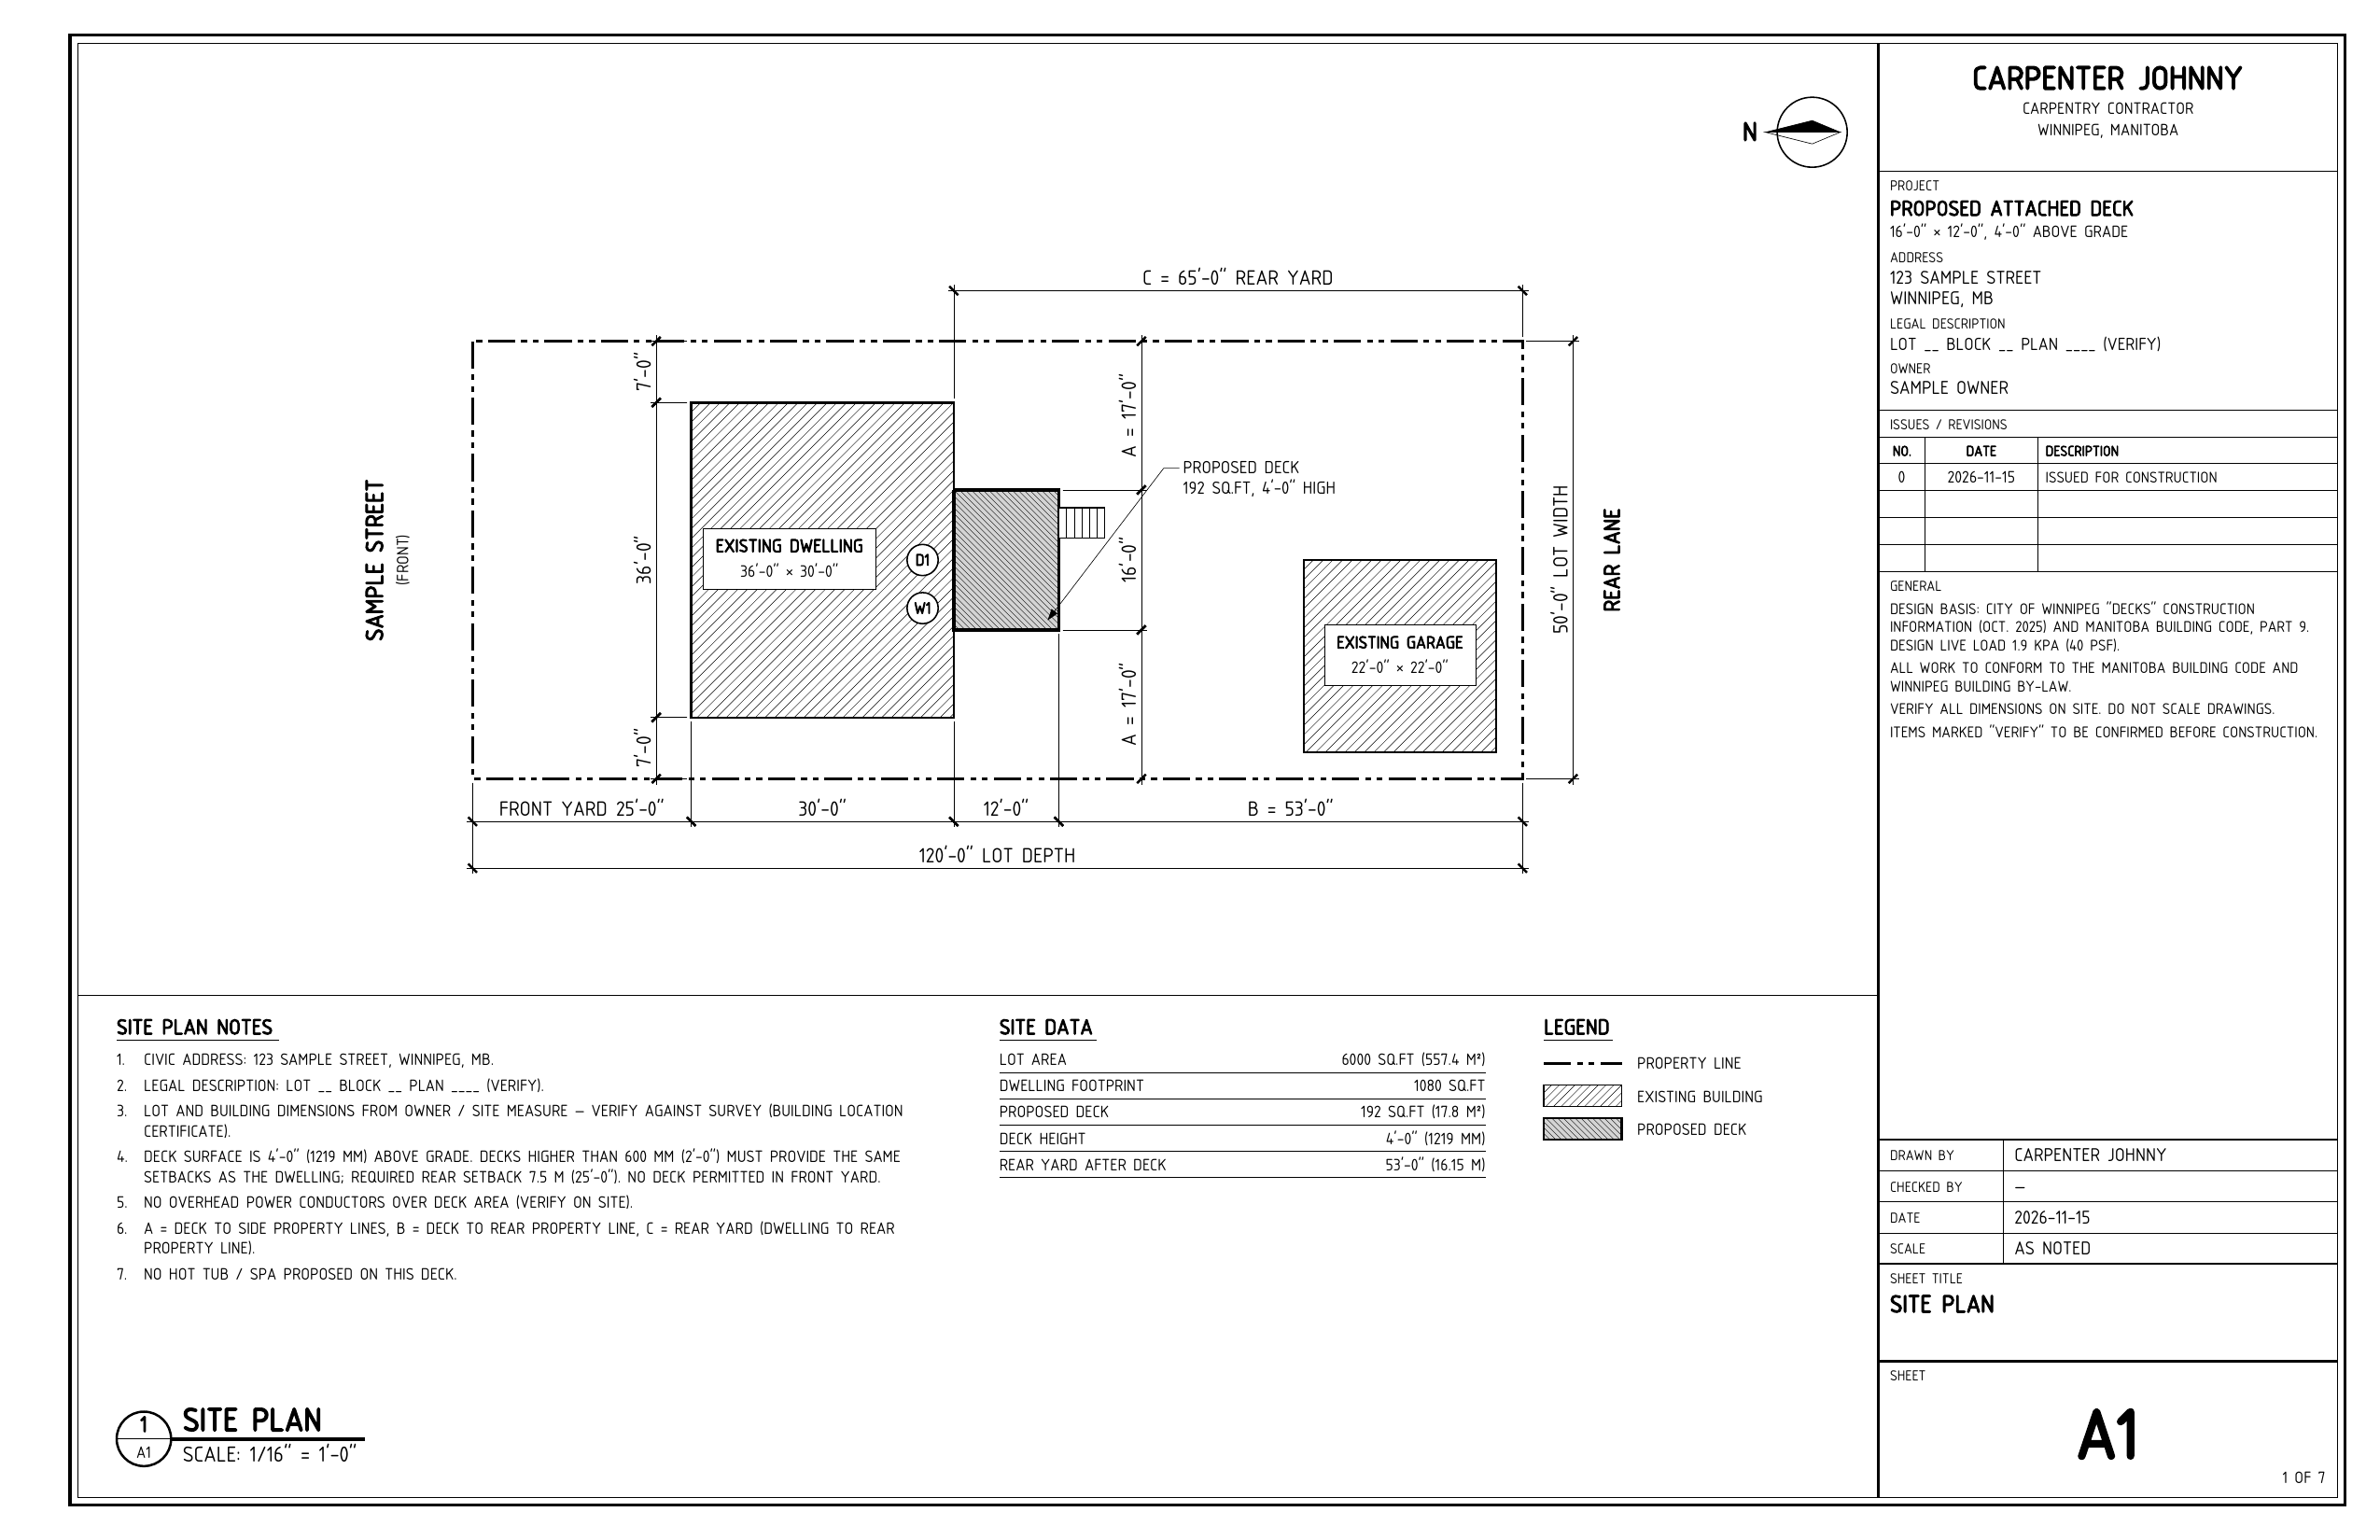 CARPENTER JOHNNY
CARPENTRY CONTRACTOR
WINNIPEG, MANITOBA
PROJECT
PROPOSED ATTACHED DECK
16'-0" × 12'-0", 4'-0" ABOVE GRADE
ADDRESS
123 SAMPLE STREET
WINNIPEG, MB
LEGAL DESCRIPTION
LOT __ BLOCK __ PLAN ____ (VERIFY)
OWNER
SAMPLE OWNER
ISSUES / REVISIONS
NO. DATE DESCRIPTION
0 2026-11-15 ISSUED FOR CONSTRUCTION
GENERAL
DESIGN BASIS: CITY OF WINNIPEG "DECKS" CONSTRUCTION
INFORMATION (OCT. 2025) AND MANITOBA BUILDING CODE, PART 9.
DESIGN LIVE LOAD 1.9 KPA (40 PSF).
ALL WORK TO CONFORM TO THE MANITOBA BUILDING CODE AND
WINNIPEG BUILDING BY-LAW.
VERIFY ALL DIMENSIONS ON SITE. DO NOT SCALE DRAWINGS.
ITEMS MARKED "VERIFY" TO BE CONFIRMED BEFORE CONSTRUCTION.
DRAWN BY CARPENTER JOHNNY
CHECKED BY –
DATE 2026-11-15
SCALE AS NOTED
SHEET TITLE
SITE PLAN
SHEET
A1
1 OF 7
N
C = 65'-0" REAR YARD
7'-0"
36'-0"
7'-0"
A = 17'-0"
16'-0"
A = 17'-0"
PROPOSED DECK
192 SQ.FT, 4'-0" HIGH
SAMPLE STREET
(FRONT)
EXISTING DWELLING
36'-0" × 30'-0"
D1
W1
EXISTING GARAGE
22'-0" × 22'-0"
50'-0" LOT WIDTH
REAR LANE
FRONT YARD 25'-0"
30'-0"
12'-0"
B = 53'-0"
120'-0" LOT DEPTH
SITE PLAN NOTES
1. CIVIC ADDRESS: 123 SAMPLE STREET, WINNIPEG, MB.
2. LEGAL DESCRIPTION: LOT __ BLOCK __ PLAN ____ (VERIFY).
3. LOT AND BUILDING DIMENSIONS FROM OWNER / SITE MEASURE – VERIFY AGAINST SURVEY (BUILDING LOCATION
CERTIFICATE).
4. DECK SURFACE IS 4'-0" (1219 MM) ABOVE GRADE. DECKS HIGHER THAN 600 MM (2'-0") MUST PROVIDE THE SAME
SETBACKS AS THE DWELLING; REQUIRED REAR SETBACK 7.5 M (25'-0"). NO DECK PERMITTED IN FRONT YARD.
5. NO OVERHEAD POWER CONDUCTORS OVER DECK AREA (VERIFY ON SITE).
6. A = DECK TO SIDE PROPERTY LINES, B = DECK TO REAR PROPERTY LINE, C = REAR YARD (DWELLING TO REAR
PROPERTY LINE).
7. NO HOT TUB / SPA PROPOSED ON THIS DECK.
SITE DATA
LOT AREA 6000 SQ.FT (557.4 M²)
DWELLING FOOTPRINT 1080 SQ.FT
PROPOSED DECK 192 SQ.FT (17.8 M²)
DECK HEIGHT 4'-0" (1219 MM)
REAR YARD AFTER DECK 53'-0" (16.15 M)
LEGEND
PROPERTY LINE
EXISTING BUILDING
PROPOSED DECK
1
A1
SITE PLAN
SCALE: 1/16" = 1'-0"